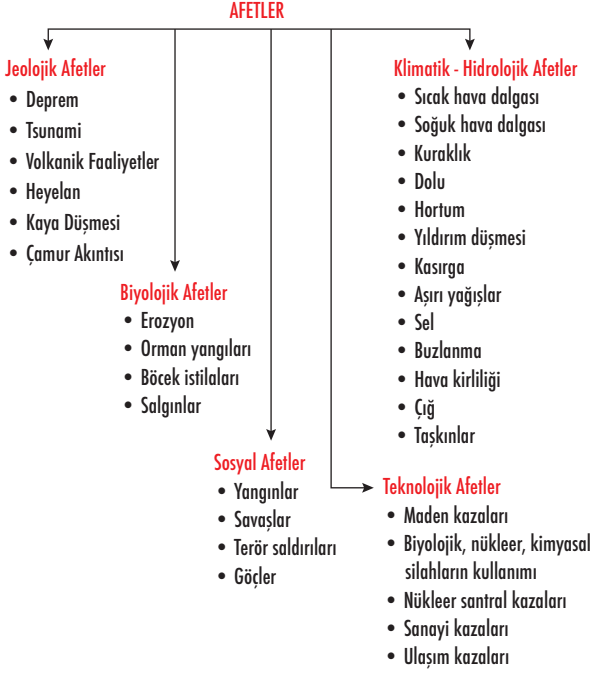 AFETLER
Jeolojik Afetler
• Deprem
• Tsunami
• Volkanik Faaliyetler
• Heyelan
• Kaya Düşmesi
• Çamur Akıntısı
Biyolojik Afetler
• Erozyon
• Orman yangıları
• Böcek istilaları
• Salgınlar
Sosyal Afetler
• Yangınlar
• Savaşlar
• Terör saldırıları
• Göçler
Klimatik - Hidrolojik Afetler
• Sıcak hava dalgası
• Soğuk hava dalgası
• Kuraklık
• Dolu
• Hortum
• Yıldırım düşmesi
• Kasırga
• Aşırı yağışlar
• Sel
• Buzlanma
• Hava kirliliği
• Çığ
• Taşkınlar
Teknolojik Afetler
• Maden kazaları
• Biyolojik, nükleer, kimyasal
silahların kullanımı
• Nükleer santral kazaları
• Sanayi kazaları
• Ulaşım kazaları